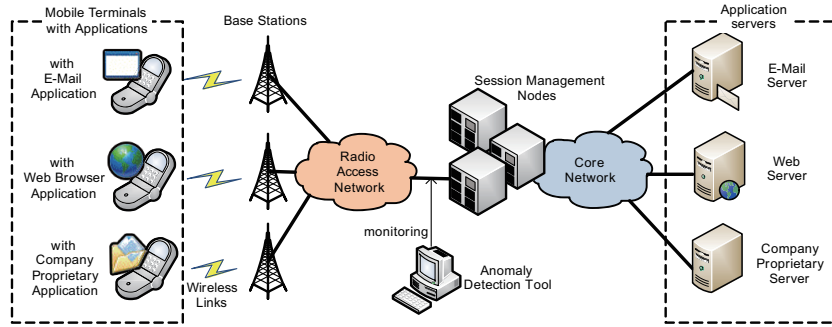 Mobile Terminals
with Applications
with
E-Mail
Application
with
Web Browser
Application
with
Company
Proprietary
Application
Wireless
Links
Base Stations
Radio
Access
Network
monitoring
Anomaly
Detection Tool
Session Management
Nodes
Core
Network
Application
servers
E-Mail
Server
Web
Server
Company
Proprietary
Server